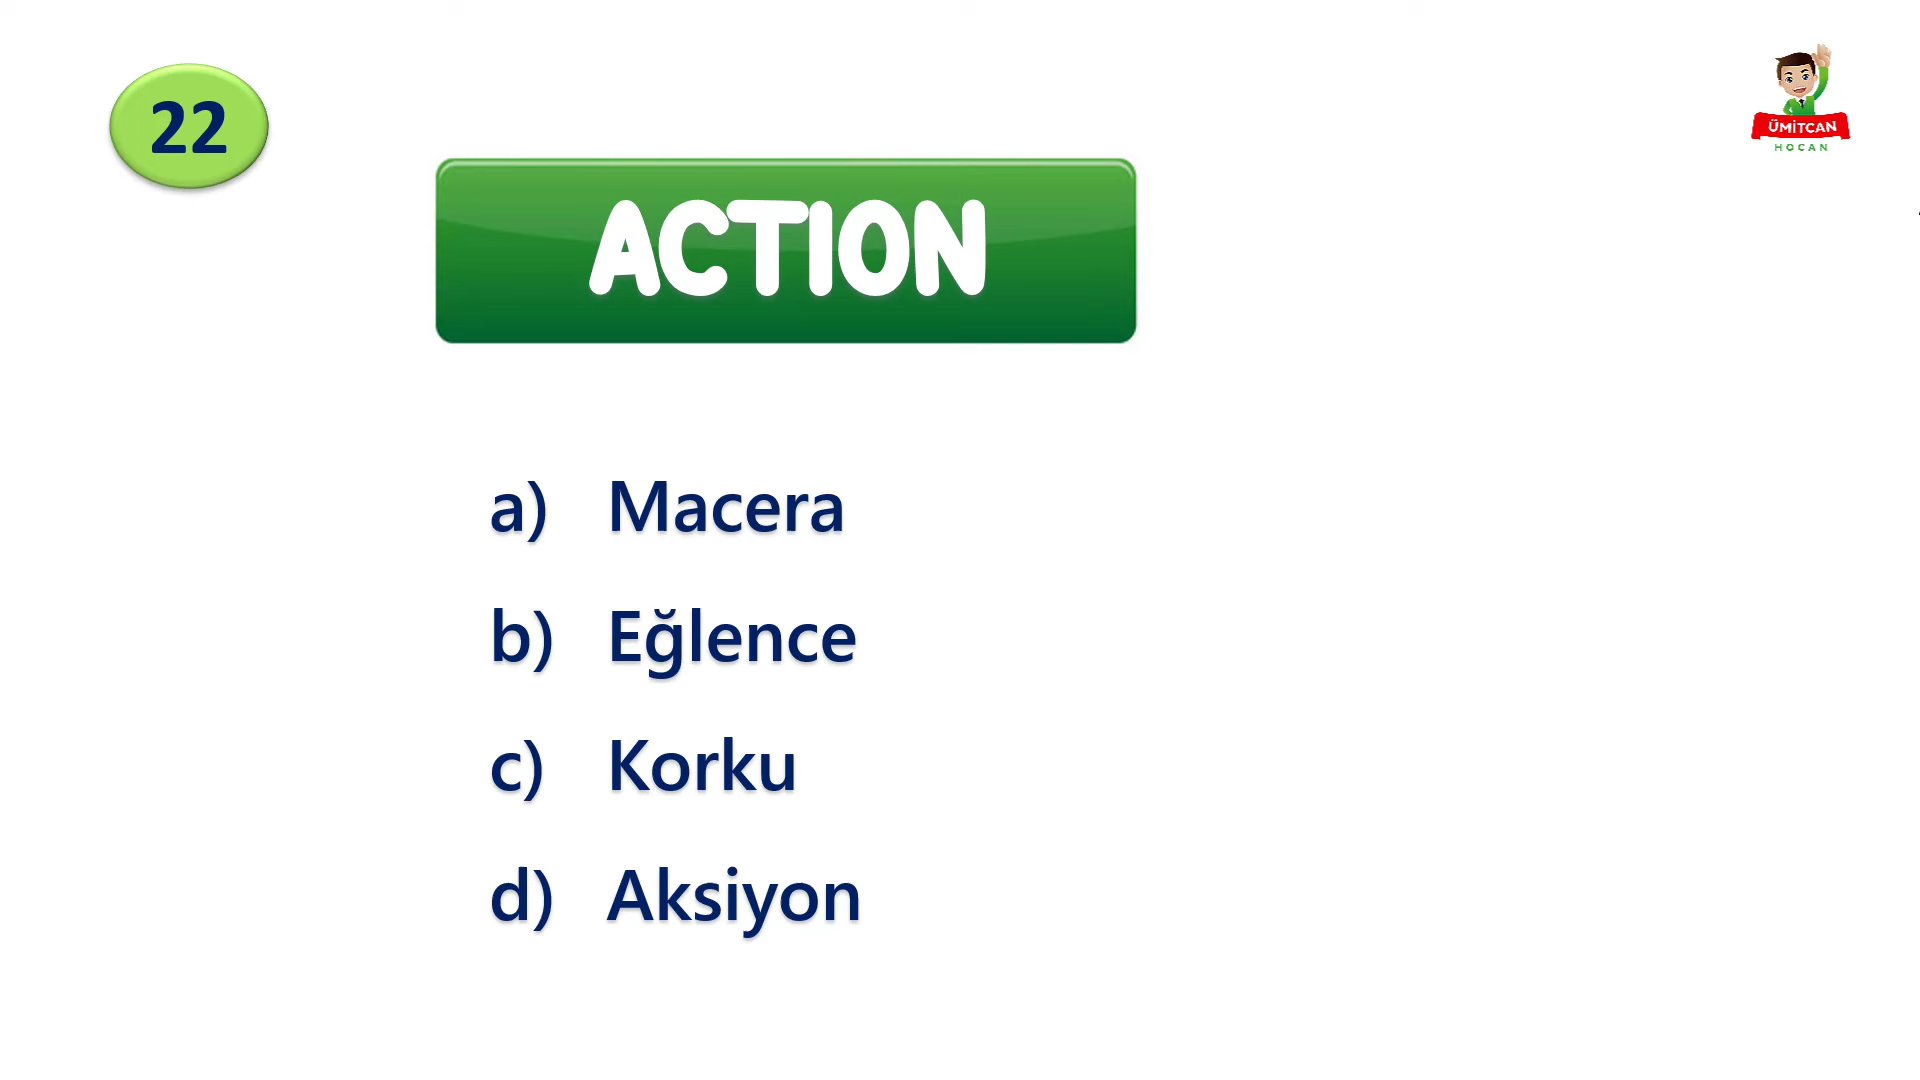 22
ÜMİTCAN
HOCAN
ACTION
a) Macera
b) Eğlence
c) Korku
d) Aksiyon